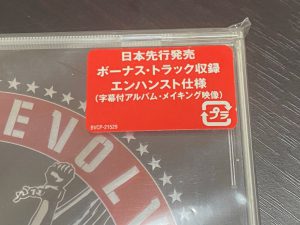 日本先行発売
ボーナス・トラック収録
エンハンスト仕様
(字幕付アルバム・メイキング映像)
BVCP-21529
プラ
EVOL